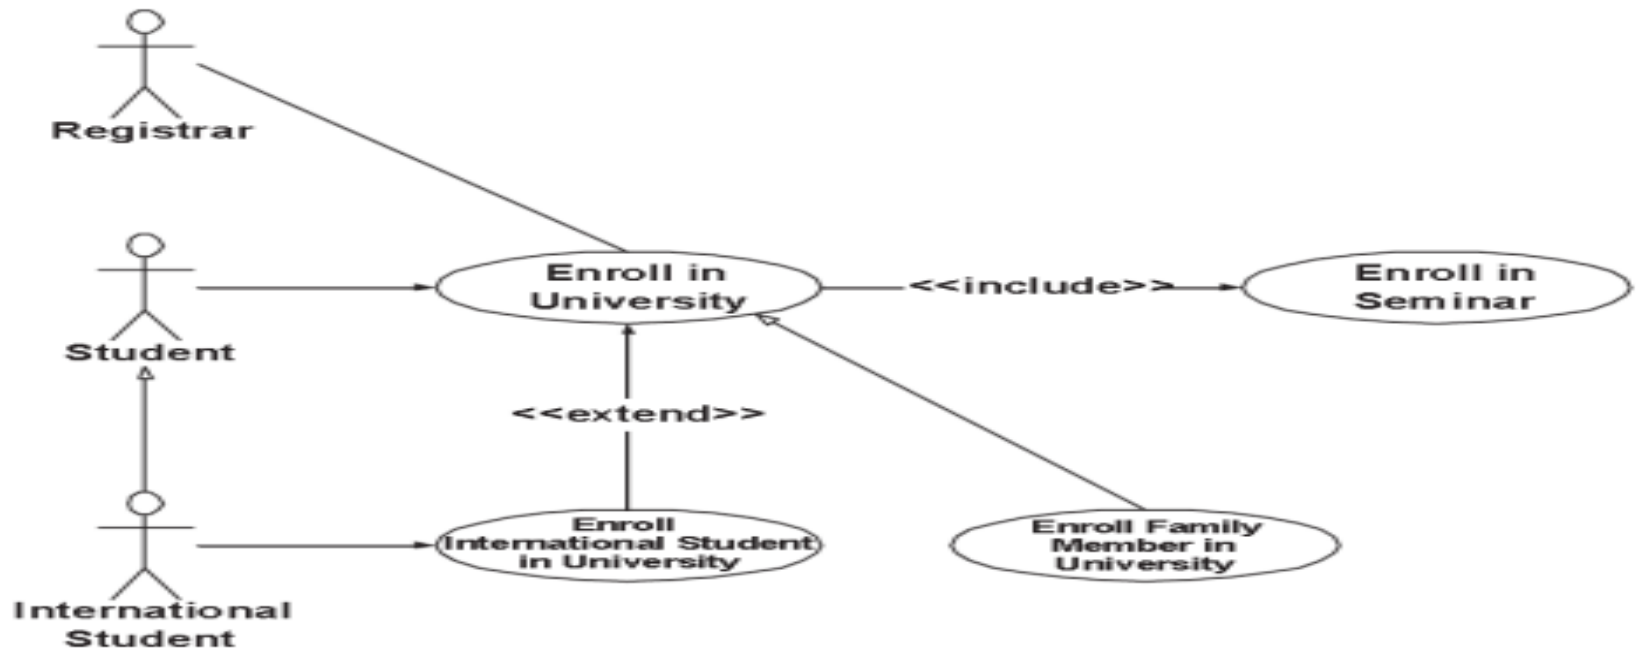 Registrar
Enroll in
University
<<include>>
Enroll in
Seminar
Student
<<extend>>
Enroll
International Student
in University
Enroll Family
Member in
University
International
Student